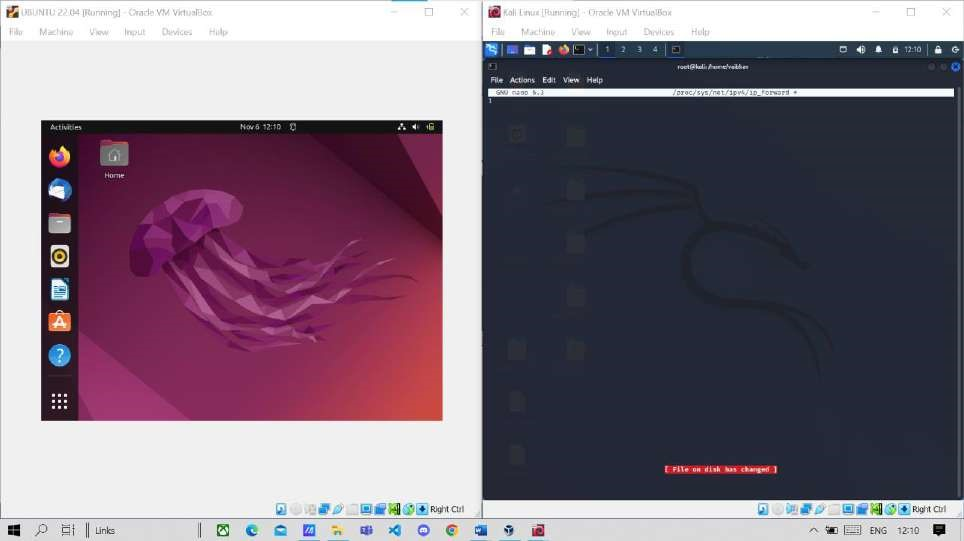 UBUNTU 22.04 [Running] - Oracle VM VirtualBox
File Machine View Input Devices Help
Activities
Nov 6 12:10
Home
Right Ctrl
Kali Linux [Running] - Oracle VM VirtualBox
File Machine View Input Devices Help
1 2 3 4
12:10
root@kali: /home/vaibhav
File Actions Edit View Help
GNU nano 6.3 /proc/sys/net/ipv4/ip_forward *
1
[ File on disk has changed ]
Right Ctrl
Links
ENG 12:10